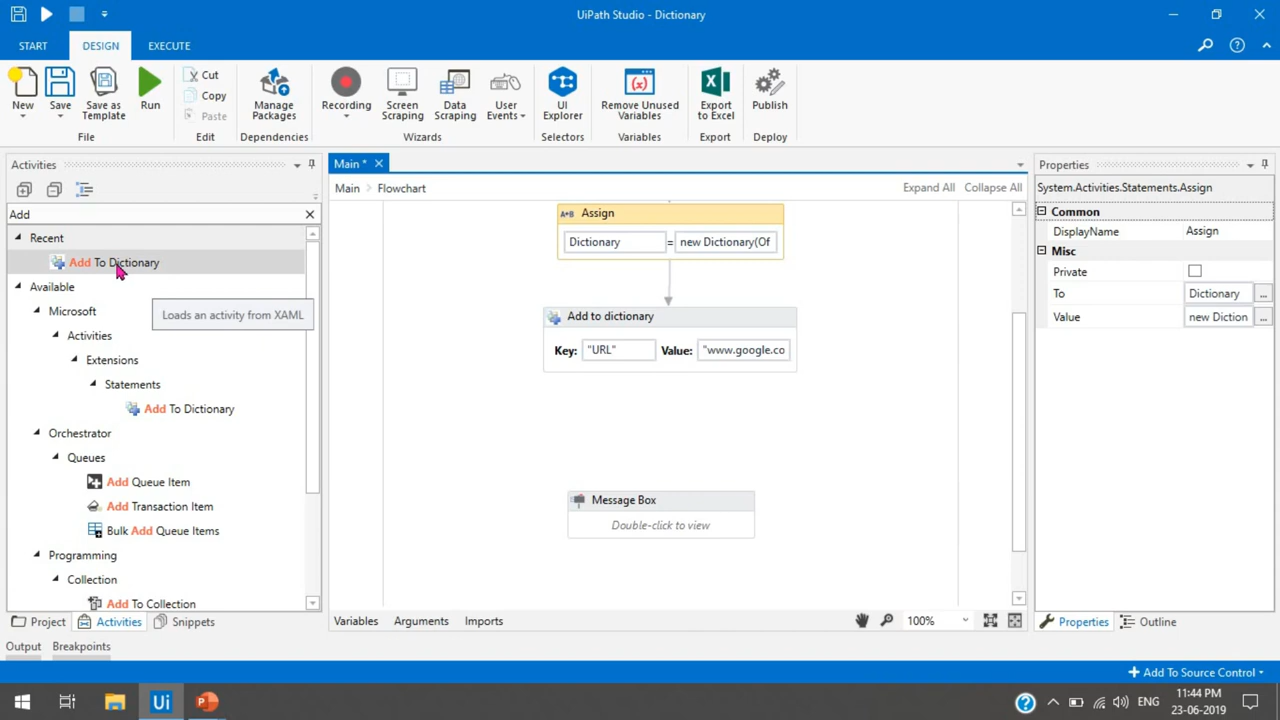 UiPath Studio - Dictionary
START
DESIGN
EXECUTE
New
Save
Save as
Template
Run
Cut
Copy
Paste
Manage
Packages
Recording
Screen
Scraping
Data
Scraping
User
Events
UI
Explorer
Remove Unused
Variables
Export
to Excel
Publish
File
Edit
Dependencies
Wizards
Selectors
Variables
Export
Deploy
Activities
Add
Recent
Add To Dictionary
Available
Microsoft
Loads an activity from XAML
Activities
Extensions
Statements
Add To Dictionary
Orchestrator
Queues
Add Queue Item
Add Transaction Item
Bulk Add Queue Items
Programming
Collection
Add To Collection
Project
Activities
Snippets
Main *
Main
Flowchart
Expand All
Collapse All
A+B Assign
Dictionary = new Dictionary(Of
Add to dictionary
Key: "URL" Value: "www.google.co
Message Box
Double-click to view
Variables
Arguments
Imports
100%
Properties
System.Activities.Statements.Assign
Common
DisplayName Assign
Misc
Private
To Dictionary ...
Value new Diction ...
Properties
Outline
Output
Breakpoints
Add To Source Control
Ui
P
ENG
11:44 PM
23-06-2019